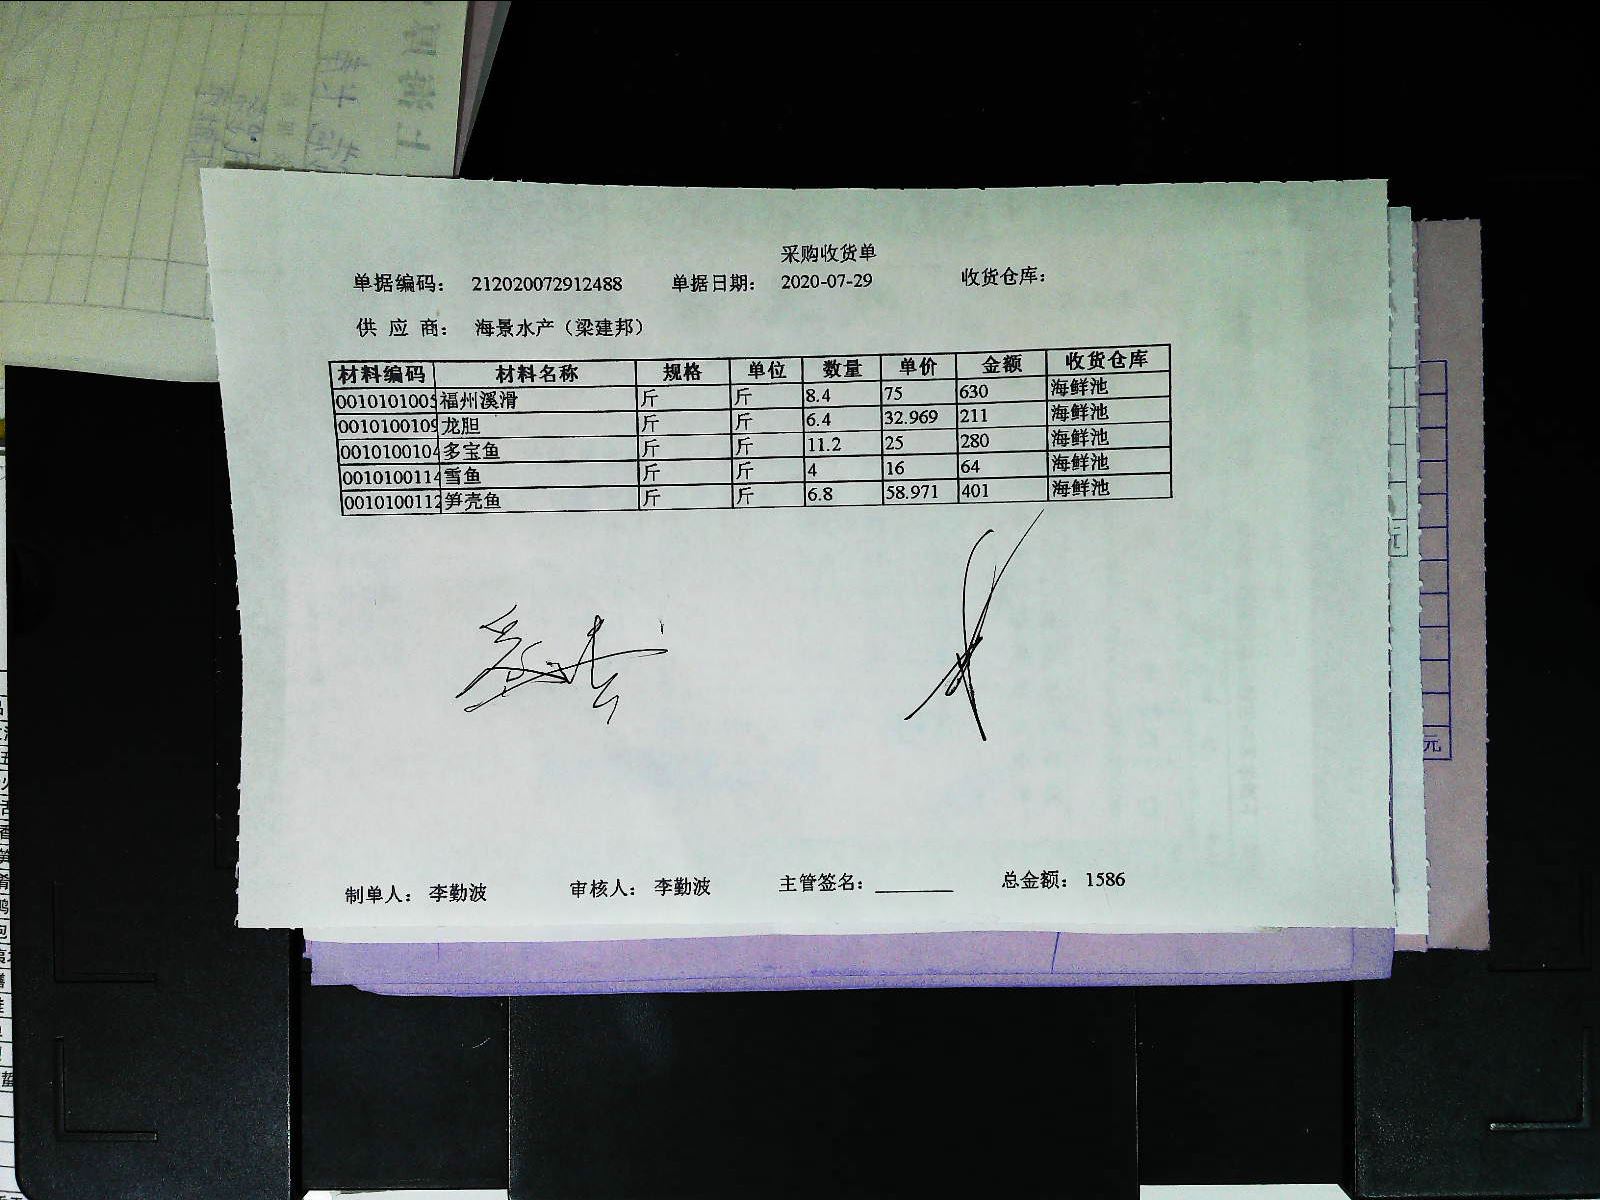 采购收货单
单据编码： 212020072912488 单据日期： 2020-07-29 收货仓库：
供 应 商： 海景水产（梁建邦）
材料编码 材料名称 规格 单位 数量 单价 金额 收货仓库
0010101005 福州溪滑 斤 斤 8.4 75 630 海鲜池
0010100109 龙胆 斤 斤 6.4 32.969 211 海鲜池
0010100104 多宝鱼 斤 斤 11.2 25 280 海鲜池
0010100114 雪鱼 斤 斤 4 16 64 海鲜池
0010100112 笋壳鱼 斤 斤 6.8 58.971 401 海鲜池
制单人： 李勤波 审核人： 李勤波 主管签名：________ 总金额： 1586
元